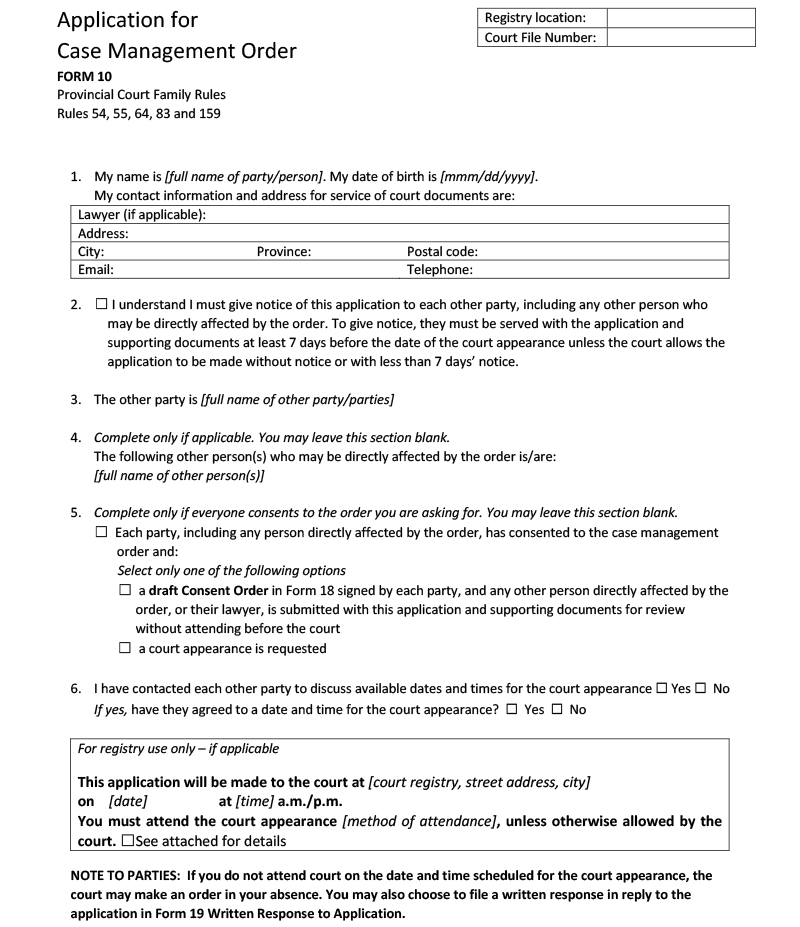 Application for
Case Management Order
FORM 10
Provincial Court Family Rules
Rules 54, 55, 64, 83 and 159
Registry location:
Court File Number:
1. My name is [full name of party/person]. My date of birth is [mmm/dd/yyyy].
My contact information and address for service of court documents are:
Lawyer (if applicable):
Address:
City: Province: Postal code:
Email: Telephone:
2. ☐ I understand I must give notice of this application to each other party, including any other person who
may be directly affected by the order. To give notice, they must be served with the application and
supporting documents at least 7 days before the date of the court appearance unless the court allows the
application to be made without notice or with less than 7 days’ notice.
3. The other party is [full name of other party/parties]
4. Complete only if applicable. You may leave this section blank.
The following other person(s) who may be directly affected by the order is/are:
[full name of other person(s)]
5. Complete only if everyone consents to the order you are asking for. You may leave this section blank.
☐ Each party, including any person directly affected by the order, has consented to the case management
order and:
Select only one of the following options
☐ a draft Consent Order in Form 18 signed by each party, and any other person directly affected by the
order, or their lawyer, is submitted with this application and supporting documents for review
without attending before the court
☐ a court appearance is requested
6. I have contacted each other party to discuss available dates and times for the court appearance ☐ Yes ☐ No
If yes, have they agreed to a date and time for the court appearance? ☐ Yes ☐ No
For registry use only – if applicable
This application will be made to the court at [court registry, street address, city]
on [date] at [time] a.m./p.m.
You must attend the court appearance [method of attendance], unless otherwise allowed by the
court. ☐See attached for details
NOTE TO PARTIES: If you do not attend court on the date and time scheduled for the court appearance, the
court may make an order in your absence. You may also choose to file a written response in reply to the
application in Form 19 Written Response to Application.